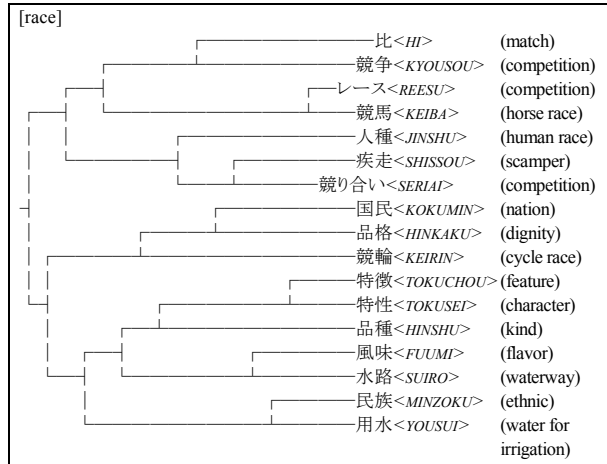 [race]
比<HI> (match)
競争<KYOUSOU> (competition)
レース<REESU> (competition)
競馬<KEIBA> (horse race)
人種<JINSHU> (human race)
疾走<SHISSOU> (scamper)
競り合い<SERIAI> (competition)
国民<KOKUMIN> (nation)
品格<HINKAKU> (dignity)
競輪<KEIRIN> (cycle race)
特徴<TOKUCHOU> (feature)
特性<TOKUSEI> (character)
品種<HINSHU> (kind)
風味<FUUMI> (flavor)
水路<SUIRO> (waterway)
民族<MINZOKU> (ethnic)
用水<YOUSUI> (water for
irrigation)